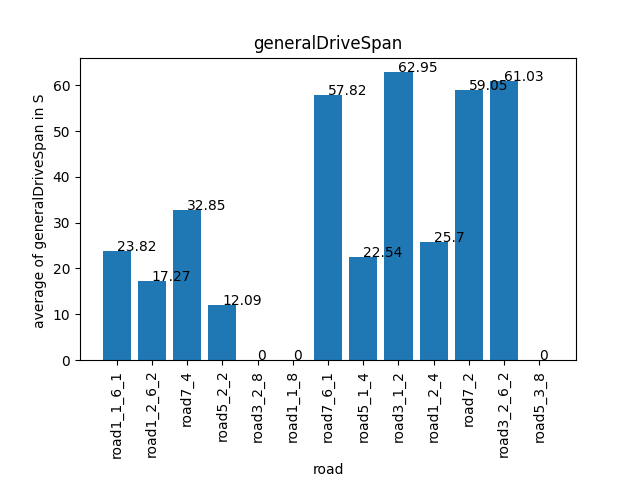 generalDriveSpan
average of generalDriveSpan in S
60
50
40
30
20
10
0
23.82
17.27
32.85
12.09
0
0
57.82
22.54
62.95
25.7
59.05
61.03
0
road1_1_6_1
road1_2_6_2
road7_4
road5_2_2
road3_2_8
road1_1_8
road7_6_1
road5_1_4
road3_1_2
road1_2_4
road7_2
road3_2_6_2
road5_3_8
road